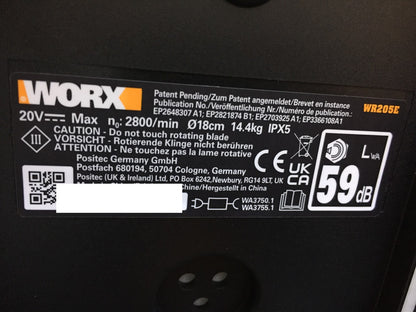 WORX
Patent Pending/Zum Patent angemeldet/Brevet en instance
Publication No./Veröffentlichung Nr./Numéro de publication.:
EP2648307 A1; EP2821874 B1; EP2703925 A1; EP3366108A1
WR205E
20V Max n₀: 2800/min Ø18cm 14.4kg IPX5
CAUTION - Do not touch rotating blade
VORSICHT - Rotierende Klinge nicht berühren
ATTENTION - Ne touchez pas la lame rotative
Positec Germany GmbH
Postfach 680194, 50704 Cologne, Germany
Positec (UK & Ireland) Ltd, PO Box 6242, Newbury, RG14 9LT, UK
China/Hergestellt in China
WA3750.1
WA3755.1
III
CE
UK
CA
LWA
59dB